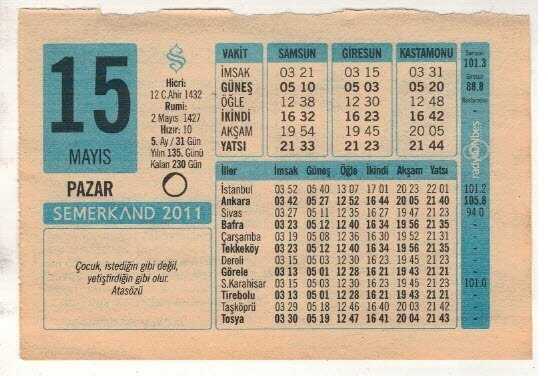 15
MAYIS
PAZAR
Hicri:
12 C.Ahir 1432
Rumi:
2 Mayıs 1427
Hızır: 10
5. Ay / 31 Gün
Yılın 135. Günü
Kalan 230 Gün
SEMERKAND 2011
Çocuk, istediğin gibi değil,
yetiştirdiğin gibi olur.
Atasözü
VAKİT SAMSUN GİRESUN KASTAMONU
İMSAK 03 21 03 15 03 31
GÜNEŞ 05 10 05 03 05 20
ÖĞLE 12 38 12 30 12 48
İKİNDİ 16 32 16 23 16 42
AKŞAM 19 54 19 45 20 05
YATSI 21 33 21 23 21 44
İller İmsak Güneş Öğle İkindi Akşam Yatsı
İstanbul 03 52 05 40 13 07 17 01 20 23 22 01
Ankara 03 42 05 27 12 52 16 44 20 05 21 40
Sivas 03 27 05 11 12 35 16 27 19 47 21 23
Bafra 03 23 05 12 12 40 16 34 19 56 21 35
Çarşamba 03 19 05 08 12 36 16 30 19 53 21 31
Tekkeköy 03 23 05 12 12 40 16 34 19 56 21 35
Dereli 03 15 05 03 12 30 16 23 19 45 21 23
Görele 03 13 05 01 12 28 16 21 19 43 21 21
Ş.Karahisar 03 15 05 03 12 30 16 23 19 45 21 23
Tirebolu 03 13 05 01 12 28 16 21 19 43 21 21
Taşköprü 03 29 05 18 12 46 16 40 20 02 21 42
Tosya 03 30 05 19 12 47 16 41 20 04 21 43
Samsun
101.3
Giresun
88.8
Kastamonu
-
101.2
105.8
94.0
-
-
-
-
-
101.0
-
-
-